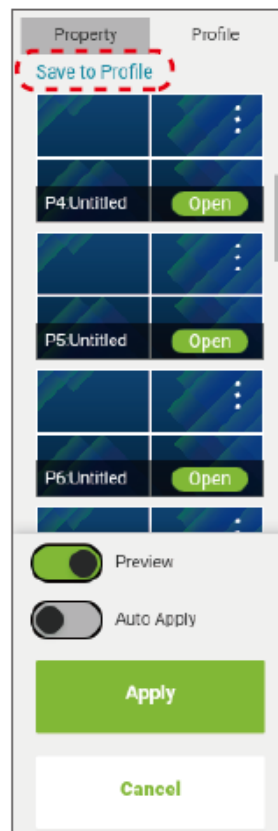 Property Profile
Save to Profile
P4:Untitled Open
P5:Untitled Open
P6:Untitled Open
Preview
Auto Apply
Apply
Cancel